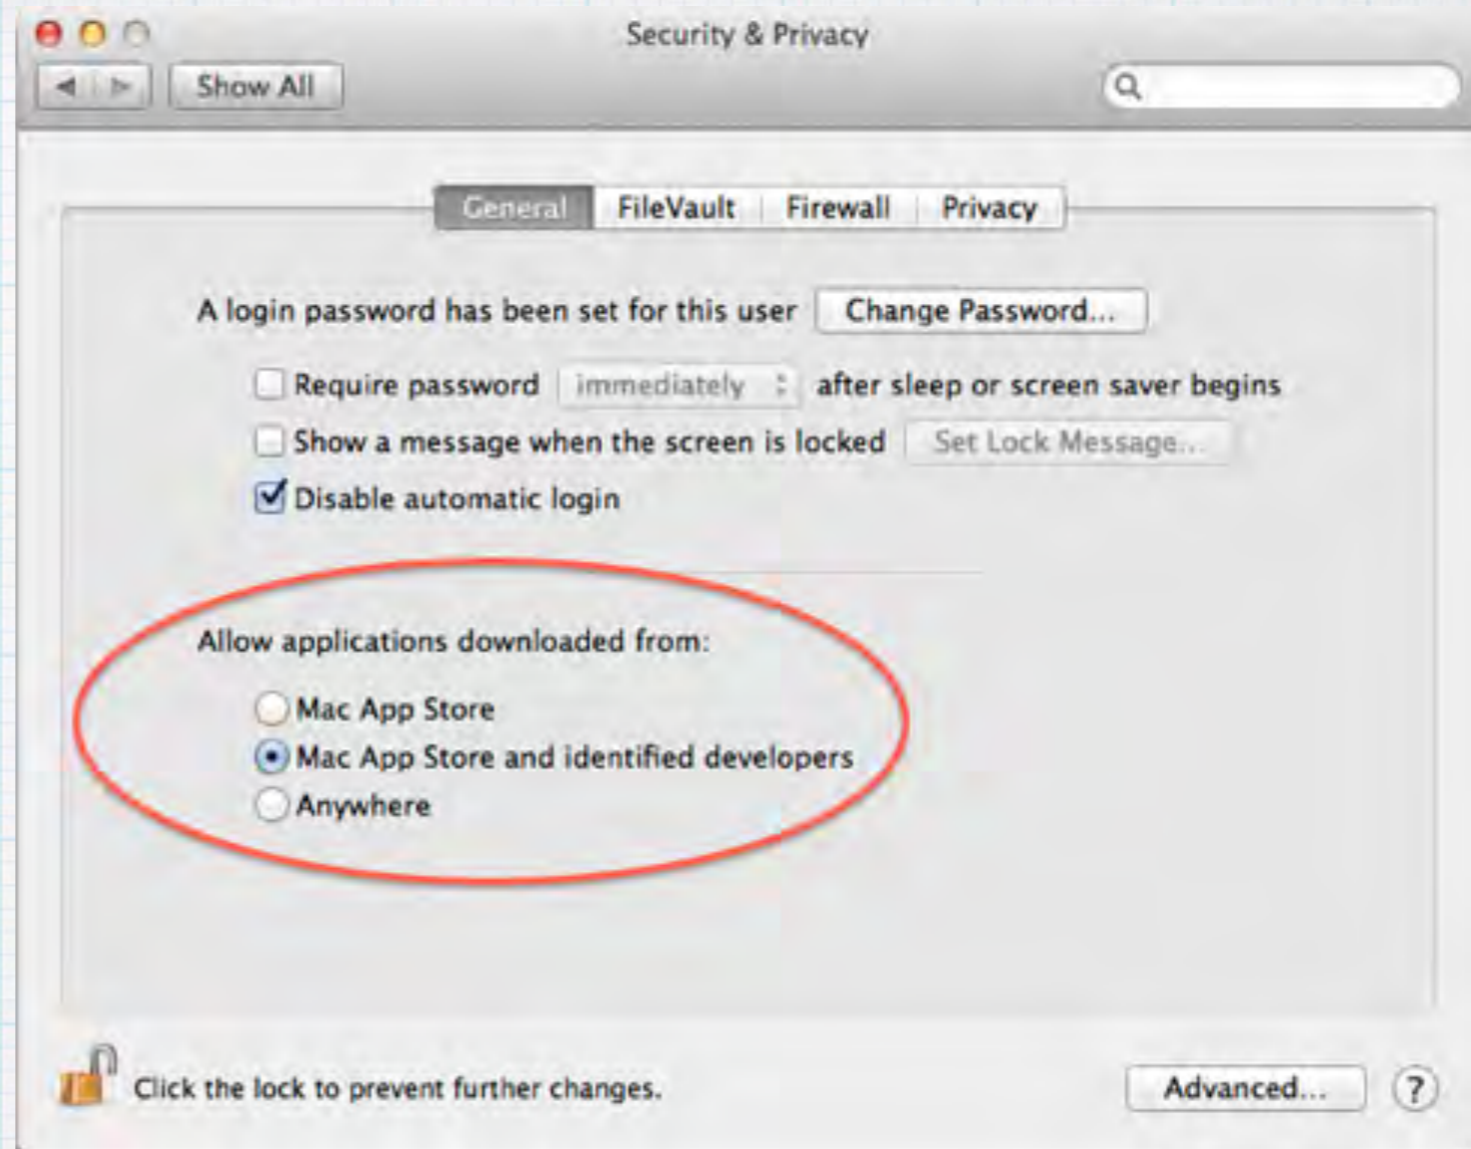 Security & Privacy
Show All
General FileVault Firewall Privacy
A login password has been set for this user Change Password...
Require password immediately after sleep or screen saver begins
Show a message when the screen is locked Set Lock Message...
Disable automatic login
Allow applications downloaded from:
Mac App Store
Mac App Store and identified developers
Anywhere
Click the lock to prevent further changes. Advanced... ?